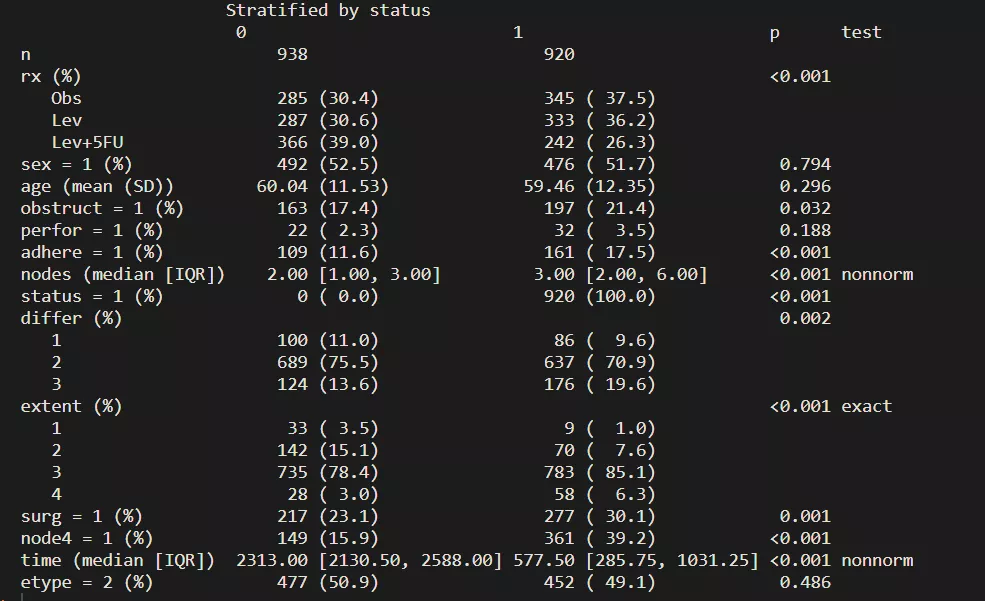 Stratified by status
0 1 p test
n 938 920
rx (%) <0.001
Obs 285 (30.4) 345 ( 37.5)
Lev 287 (30.6) 333 ( 36.2)
Lev+5FU 366 (39.0) 242 ( 26.3)
sex = 1 (%) 492 (52.5) 476 ( 51.7) 0.794
age (mean (SD)) 60.04 (11.53) 59.46 (12.35) 0.296
obstruct = 1 (%) 163 (17.4) 197 ( 21.4) 0.032
perfor = 1 (%) 22 ( 2.3) 32 ( 3.5) 0.188
adhere = 1 (%) 109 (11.6) 161 ( 17.5) <0.001
nodes (median [IQR]) 2.00 [1.00, 3.00] 3.00 [2.00, 6.00] <0.001 nonnorm
status = 1 (%) 0 ( 0.0) 920 (100.0) <0.001
differ (%) 0.002
1 100 (11.0) 86 ( 9.6)
2 689 (75.5) 637 ( 70.9)
3 124 (13.6) 176 ( 19.6)
extent (%) <0.001 exact
1 33 ( 3.5) 9 ( 1.0)
2 142 (15.1) 70 ( 7.6)
3 735 (78.4) 783 ( 85.1)
4 28 ( 3.0) 58 ( 6.3)
surg = 1 (%) 217 (23.1) 277 ( 30.1) 0.001
node4 = 1 (%) 149 (15.9) 361 ( 39.2) <0.001
time (median [IQR]) 2313.00 [2130.50, 2588.00] 577.50 [285.75, 1031.25] <0.001 nonnorm
etype = 2 (%) 477 (50.9) 452 ( 49.1) 0.486